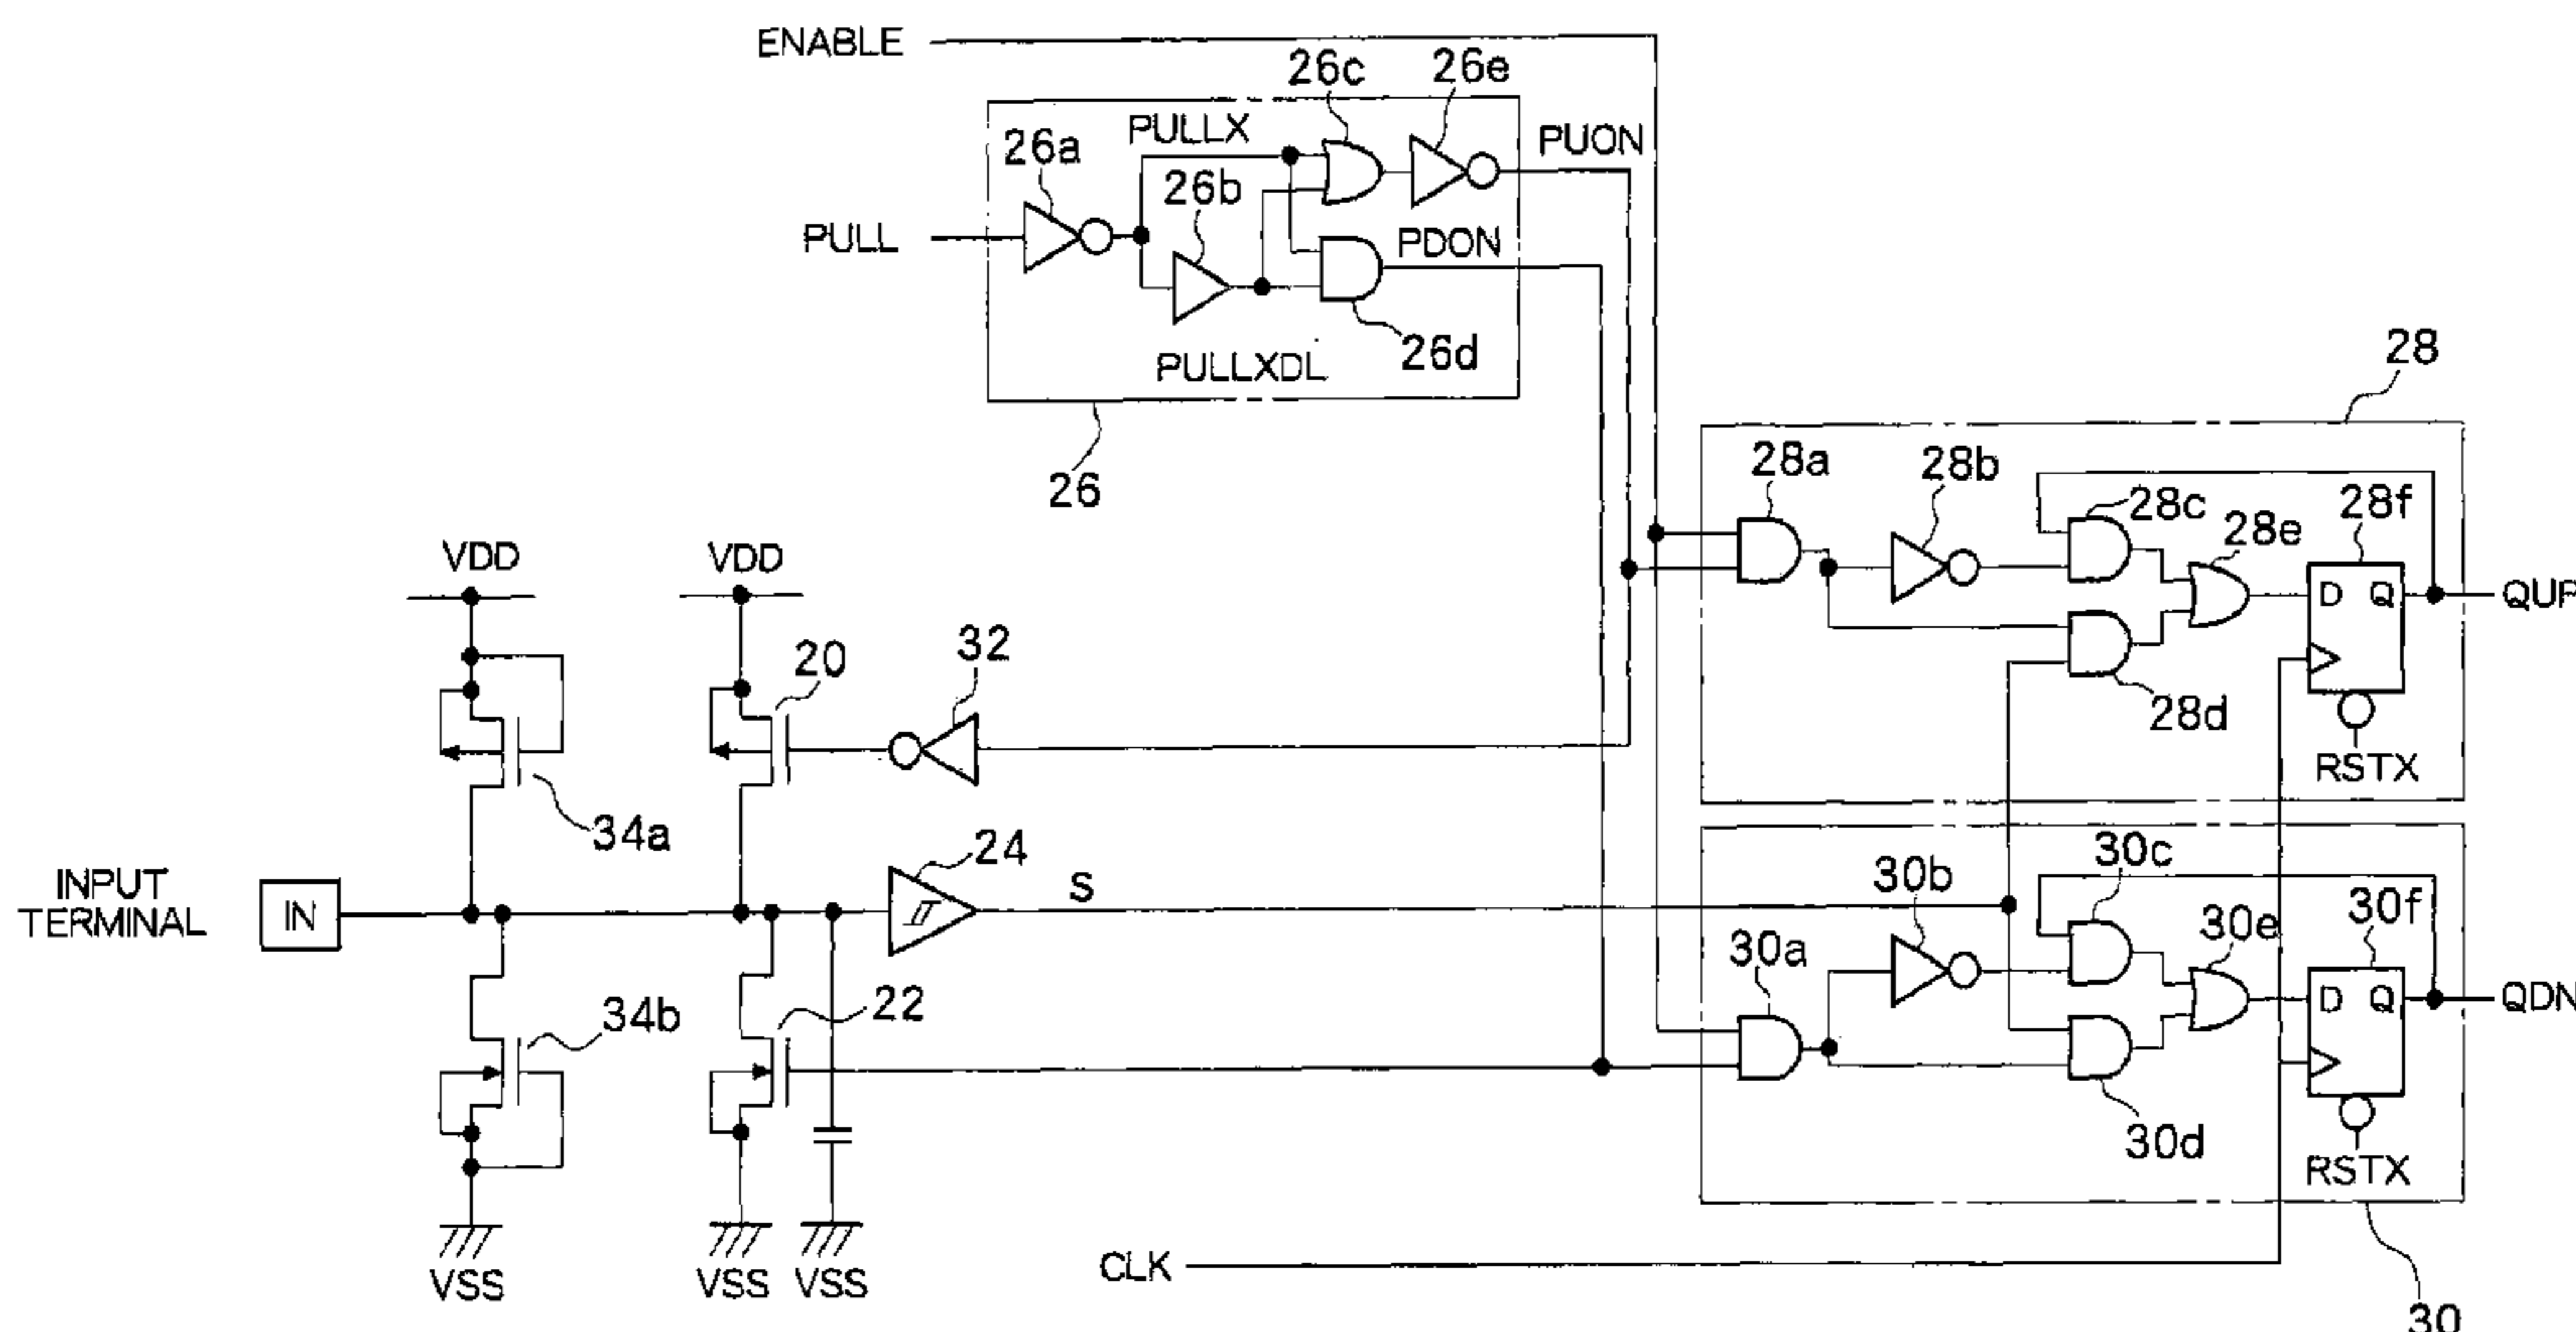 ENABLE
26c
26e
PULLX
PUON
26a
26b
PULL
PDON
26d
PULLXDL
28
26
28a
28b
28c
28f
28e
VDD
VDD
QUP
32
20
28d
RSTX
34a
24
30c
INPUT
TERMINAL
IN
S
30b
30f
30e
30a
D Q
D Q
22
QDN
34b
30d
RSTX
CLK
VSS
VSS
VSS
30